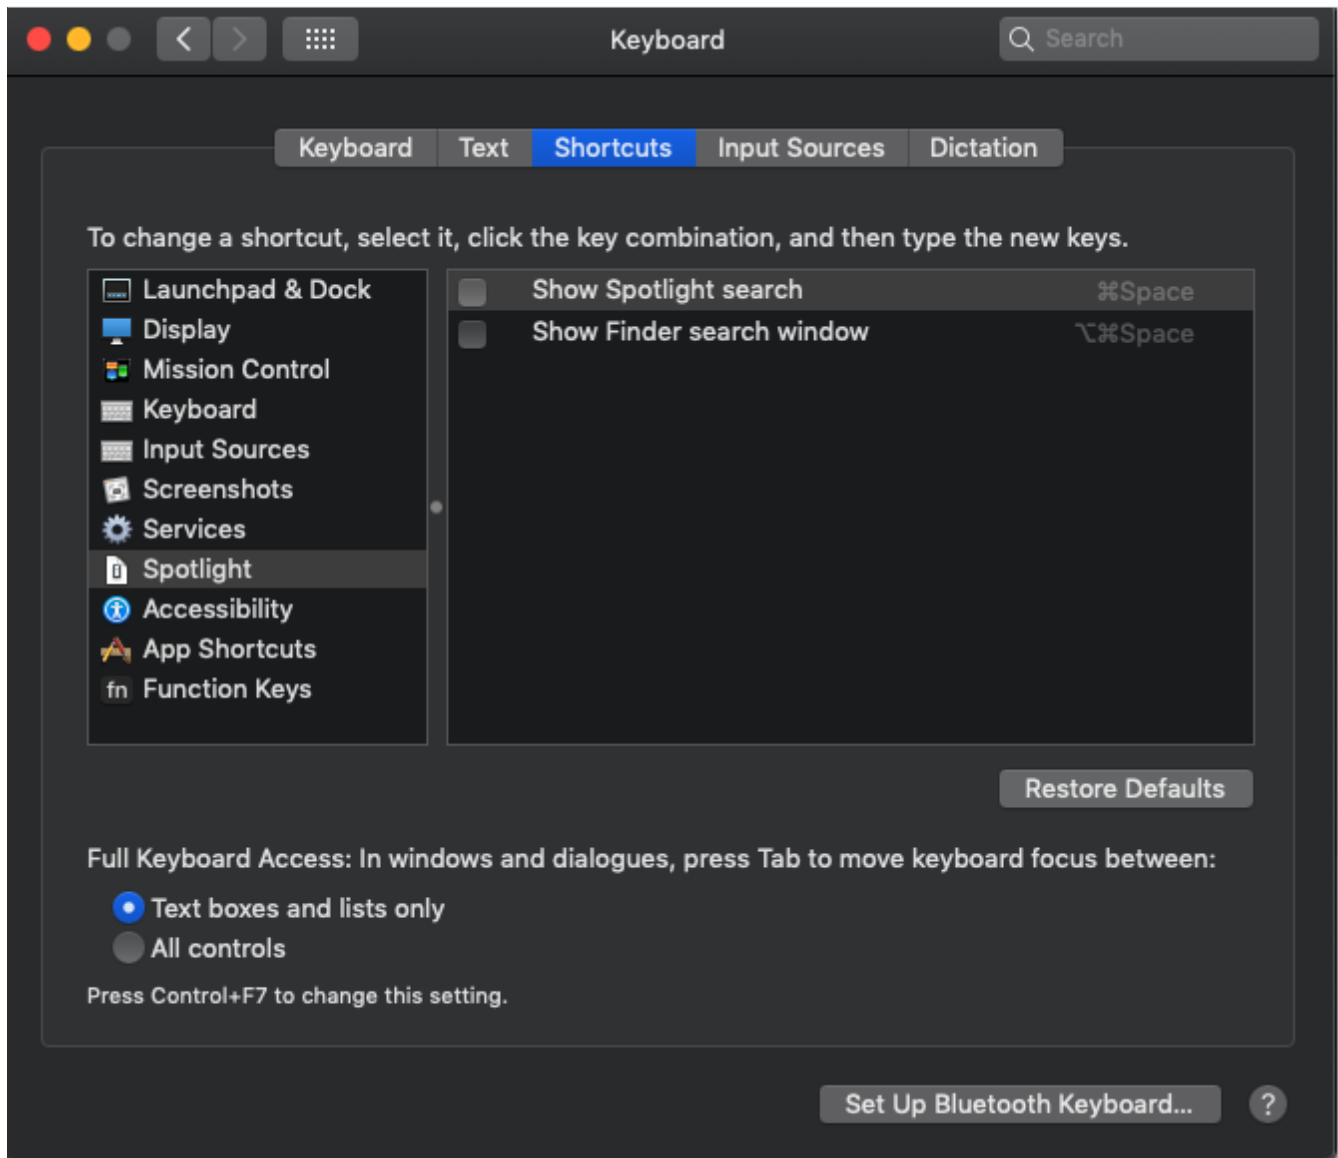 Keyboard
Search
Keyboard
Text
Shortcuts
Input Sources
Dictation
To change a shortcut, select it, click the key combination, and then type the new keys.
Launchpad & Dock
Display
Mission Control
Keyboard
Input Sources
Screenshots
Services
Spotlight
Accessibility
App Shortcuts
fn Function Keys
Show Spotlight search ⌘Space
Show Finder search window ⌥⌘Space
Restore Defaults
Full Keyboard Access: In windows and dialogues, press Tab to move keyboard focus between:
Text boxes and lists only
All controls
Press Control+F7 to change this setting.
Set Up Bluetooth Keyboard... ?